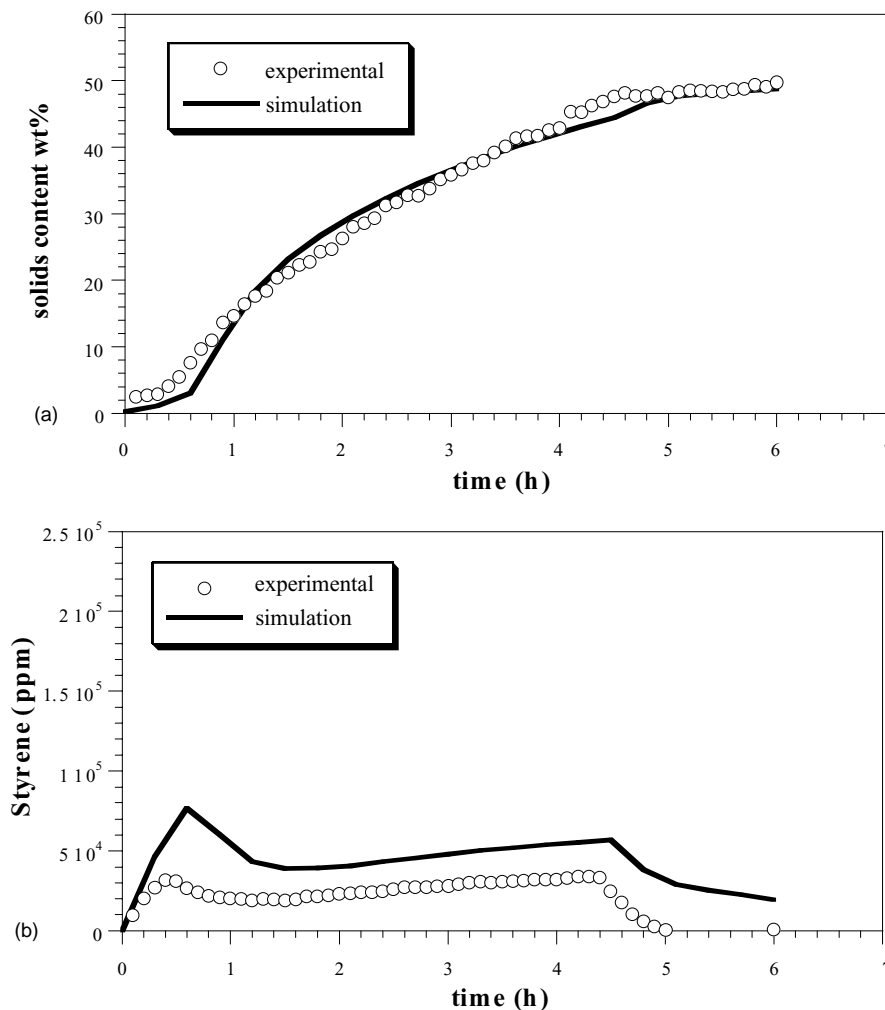 60
50
40
30
20
10
0
solids content wt%
experimental
simulation
(a)
0 1 2 3 4 5 6 7
time (h)
2.5 10^5
2 10^5
1.5 10^5
1 10^5
5 10^4
0
Styrene (ppm)
experimental
simulation
(b)
0 1 2 3 4 5 6 7
time (h)